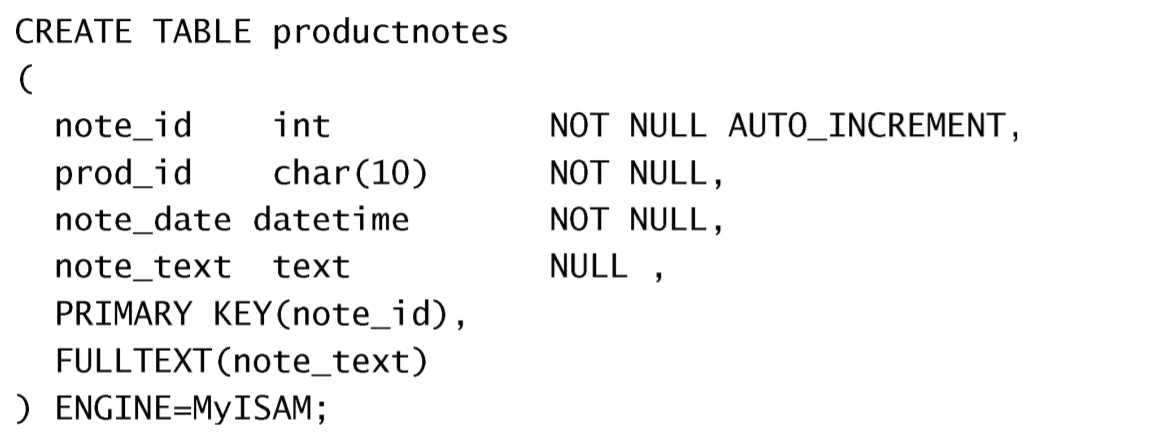 CREATE TABLE productnotes
(
  note_id    int           NOT NULL AUTO_INCREMENT,
  prod_id    char(10)      NOT NULL,
  note_date datetime       NOT NULL,
  note_text  text          NULL ,
  PRIMARY KEY(note_id),
  FULLTEXT(note_text)
) ENGINE=MyISAM;